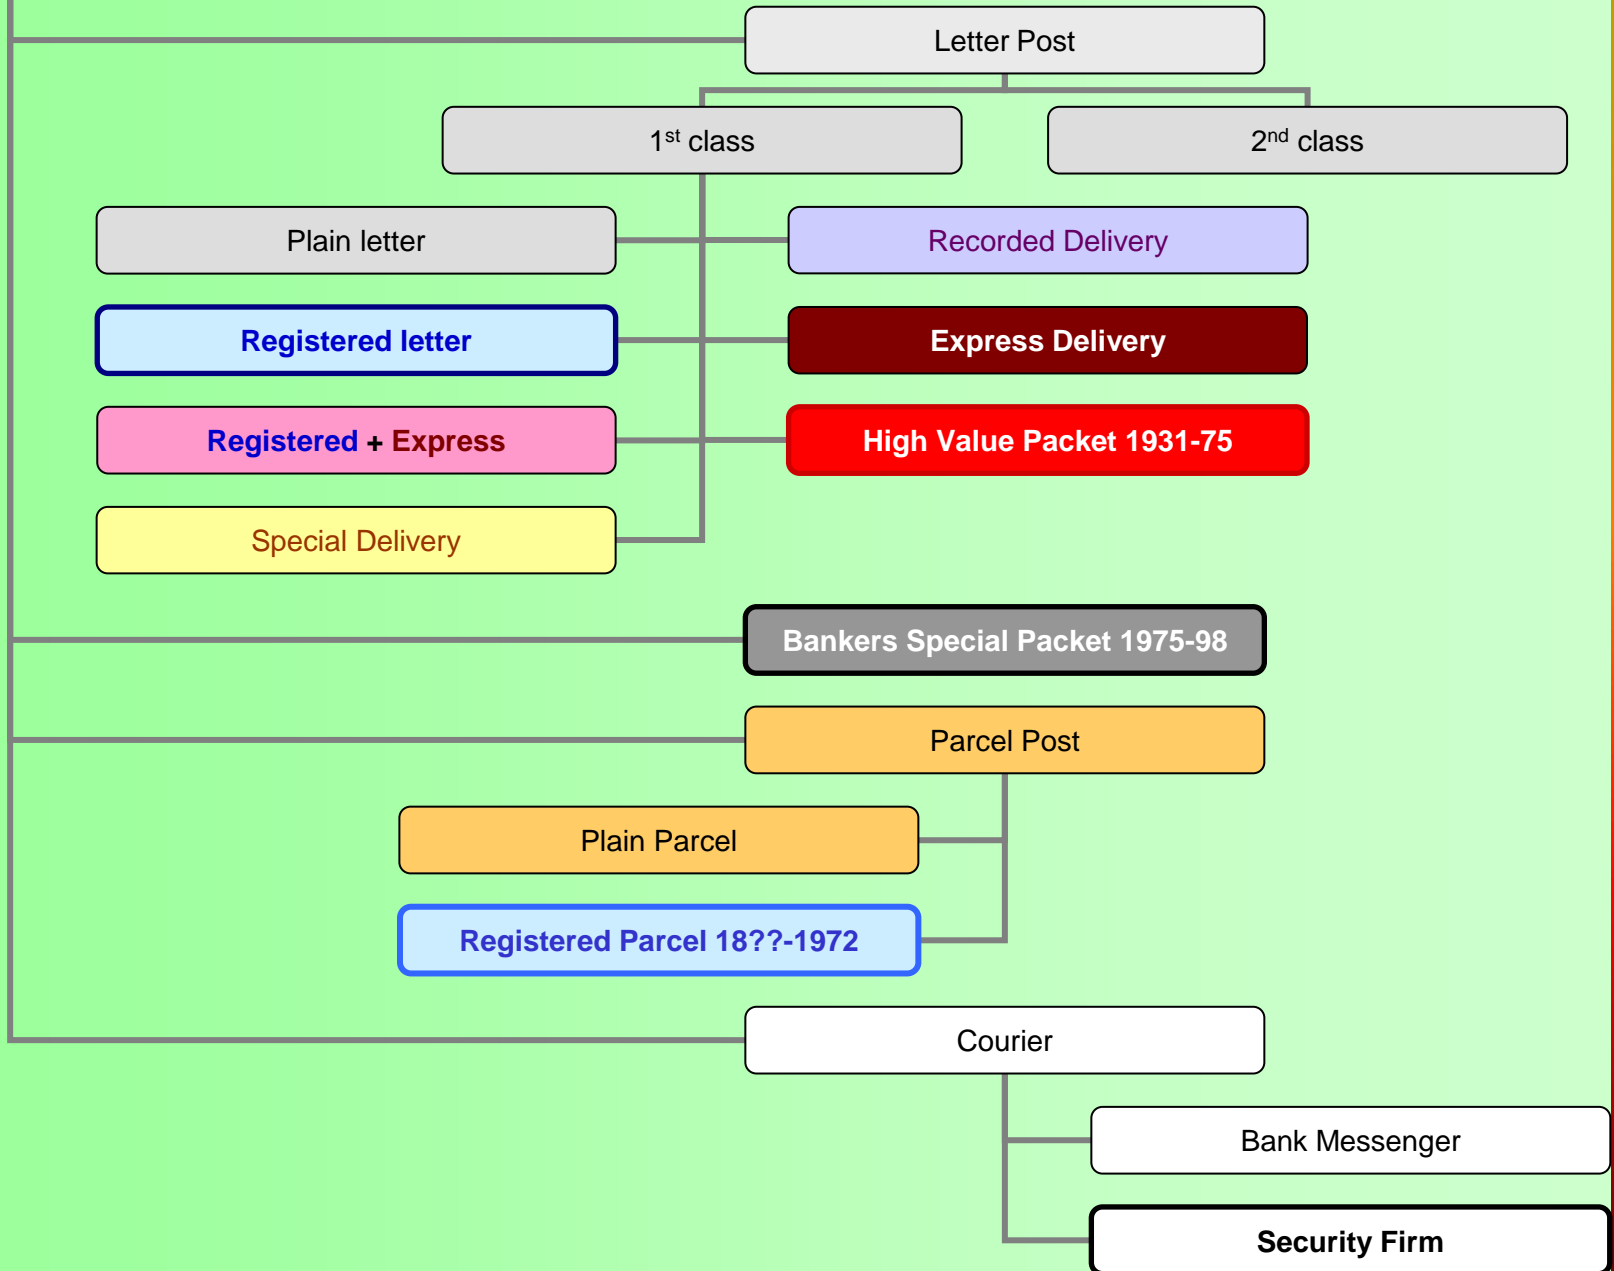 Letter Post
1st class
2nd class
Plain letter
Recorded Delivery
Registered letter
Express Delivery
Registered + Express
High Value Packet 1931-75
Special Delivery
Bankers Special Packet 1975-98
Parcel Post
Plain Parcel
Registered Parcel 18??-1972
Courier
Bank Messenger
Security Firm